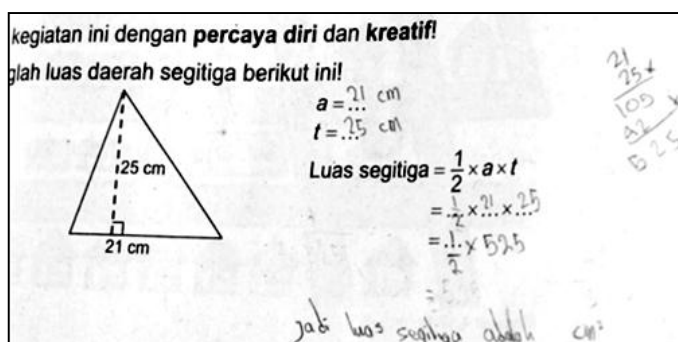 kegiatan ini dengan percaya diri dan kreatif!
glah luas daerah segitiga berikut ini!
25 cm
21 cm
a = 21 cm
t = 25 cm
Luas segitiga = 1/2 × a × t
= 1/2 × 21 × 25
= 1/2 × 525
jadi luas segitiga adalah cm²
21
25 ×
105
42
525